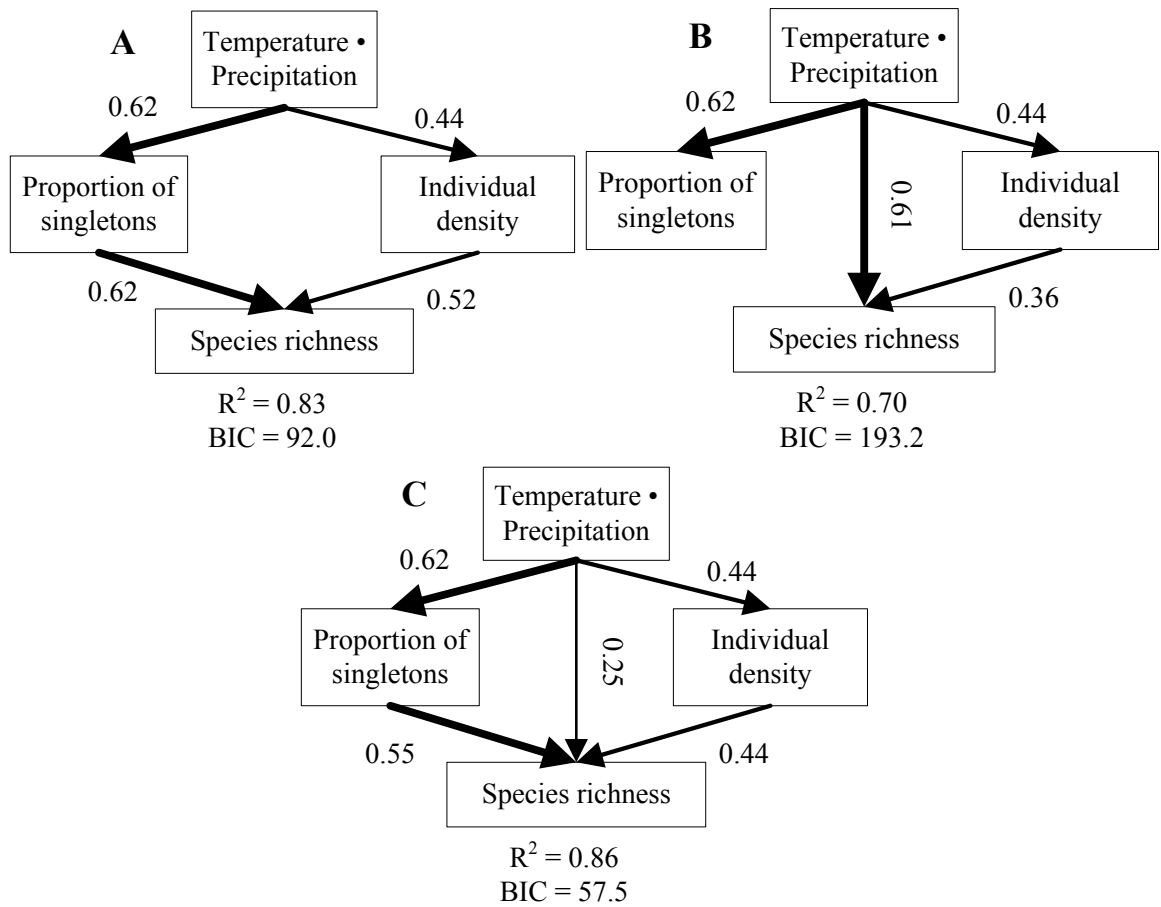 A
Temperature •
Precipitation
0.62
0.44
Proportion of
singletons
Individual
density
0.62
0.52
Species richness
R² = 0.83
BIC = 92.0
B
Temperature •
Precipitation
0.62
0.44
Proportion of
singletons
0.61
Individual
density
0.36
Species richness
R² = 0.70
BIC = 193.2
C
Temperature •
Precipitation
0.62
0.44
Proportion of
singletons
0.25
Individual
density
0.55
0.44
Species richness
R² = 0.86
BIC = 57.5